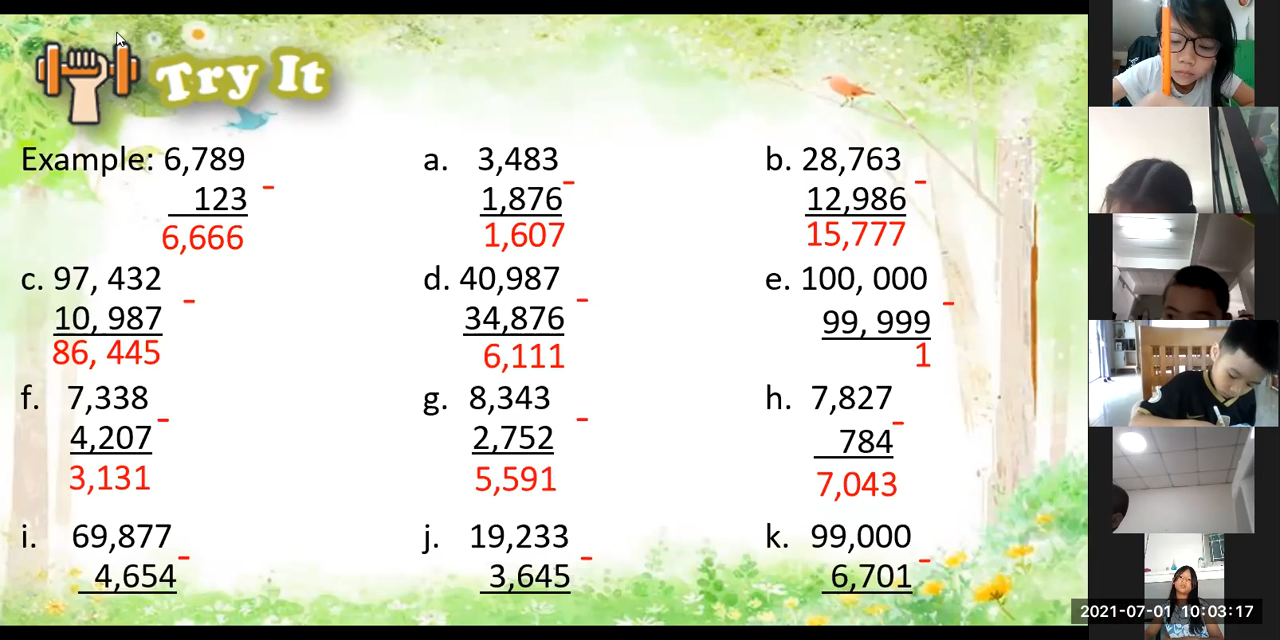 Try It
Example: 6,789
123 -
6,666
a. 3,483
1,876 -
1,607
b. 28,763
12,986 -
15,777
c. 97, 432
10, 987 -
86, 445
d. 40,987
34,876 -
6,111
e. 100, 000
99, 999 -
1
f. 7,338
4,207 -
3,131
g. 8,343
2,752 -
5,591
h. 7,827
784 -
7,043
i. 69,877
4,654 -
j. 19,233
3,645 -
k. 99,000
6,701 -
2021-07-01 10:03:17